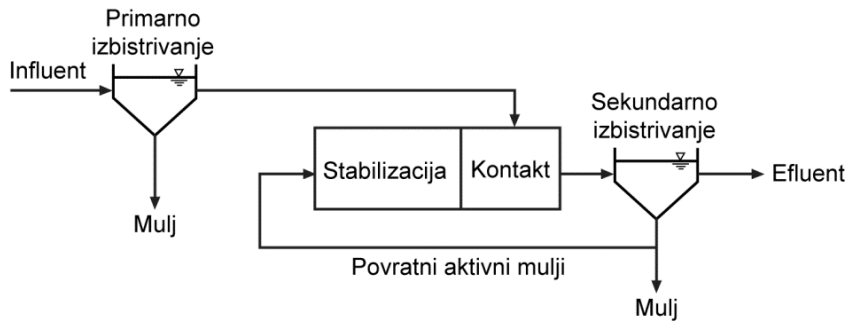 Primarno
izbistrivanje
Influent
Mulj
Stabilizacija
Kontakt
Sekundarno
izbistrivanje
Efluent
Povratni aktivni mulji
Mulj